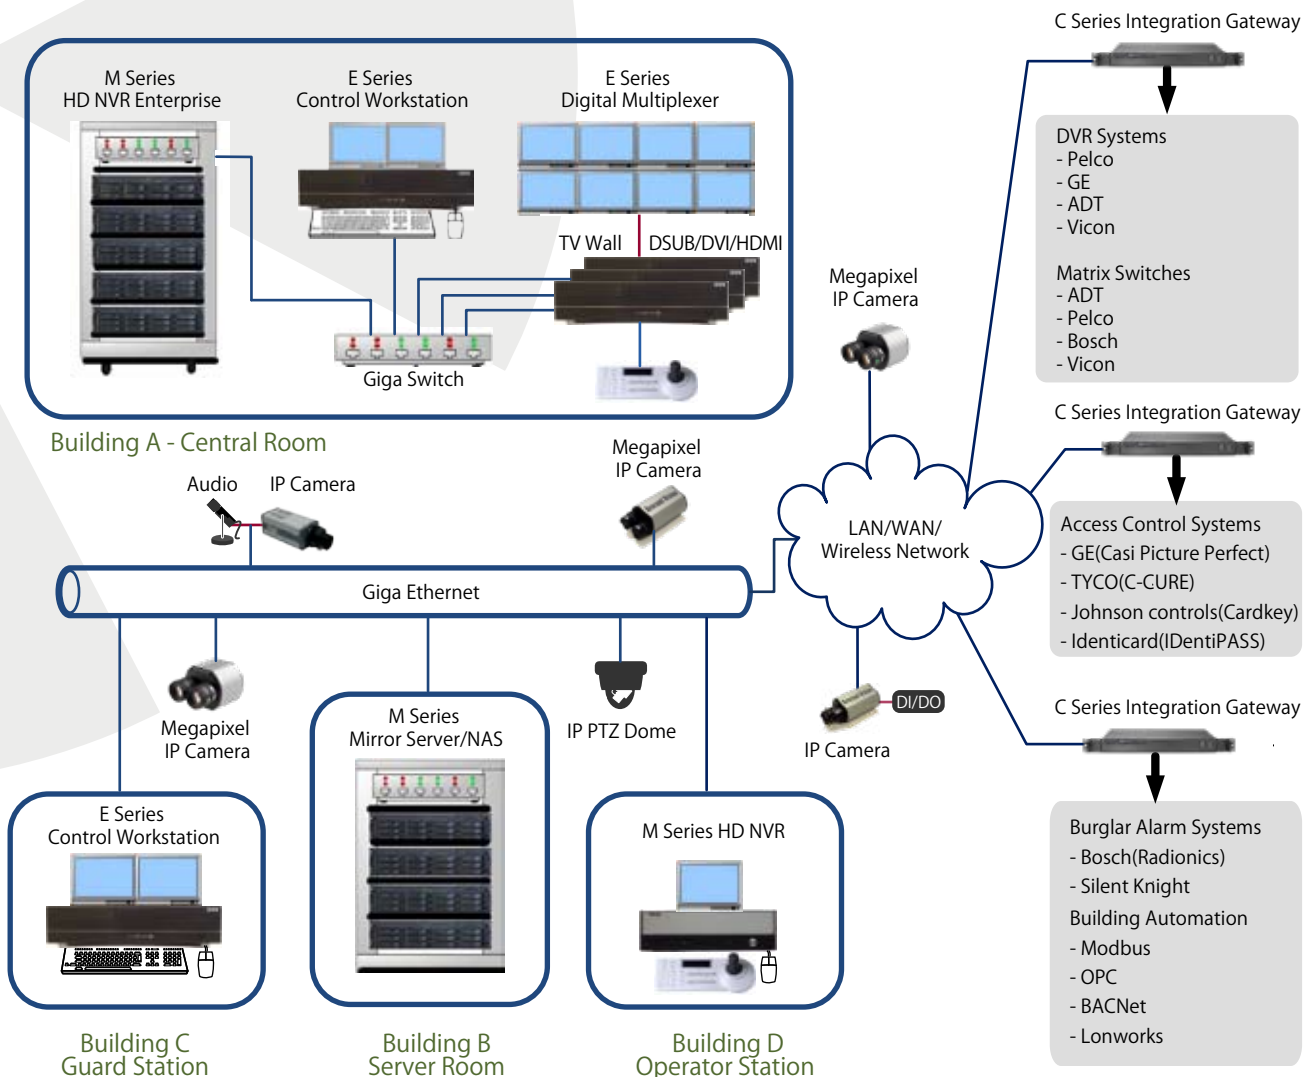 C Series Integration Gateway
M Series
HD NVR Enterprise
E Series
Control Workstation
E Series
Digital Multiplexer
TV Wall
DSUB/DVI/HDMI
Giga Switch
Building A - Central Room
DVR Systems
- Pelco
- GE
- ADT
- Vicon
Matrix Switches
- ADT
- Pelco
- Bosch
- Vicon
Megapixel
IP Camera
C Series Integration Gateway
Audio
IP Camera
Megapixel
IP Camera
LAN/WAN/
Wireless Network
Access Control Systems
- GE(Casi Picture Perfect)
- TYCO(C-CURE)
- Johnson controls(Cardkey)
- Identicard(IDentiPASS)
Giga Ethernet
Megapixel
IP Camera
M Series
Mirror Server/NAS
IP PTZ Dome
DI/DO
IP Camera
C Series Integration Gateway
E Series
Control Workstation
M Series HD NVR
Burglar Alarm Systems
- Bosch(Radionics)
- Silent Knight
Building Automation
- Modbus
- OPC
- BACNet
- Lonworks
Building C
Guard Station
Building B
Server Room
Building D
Operator Station